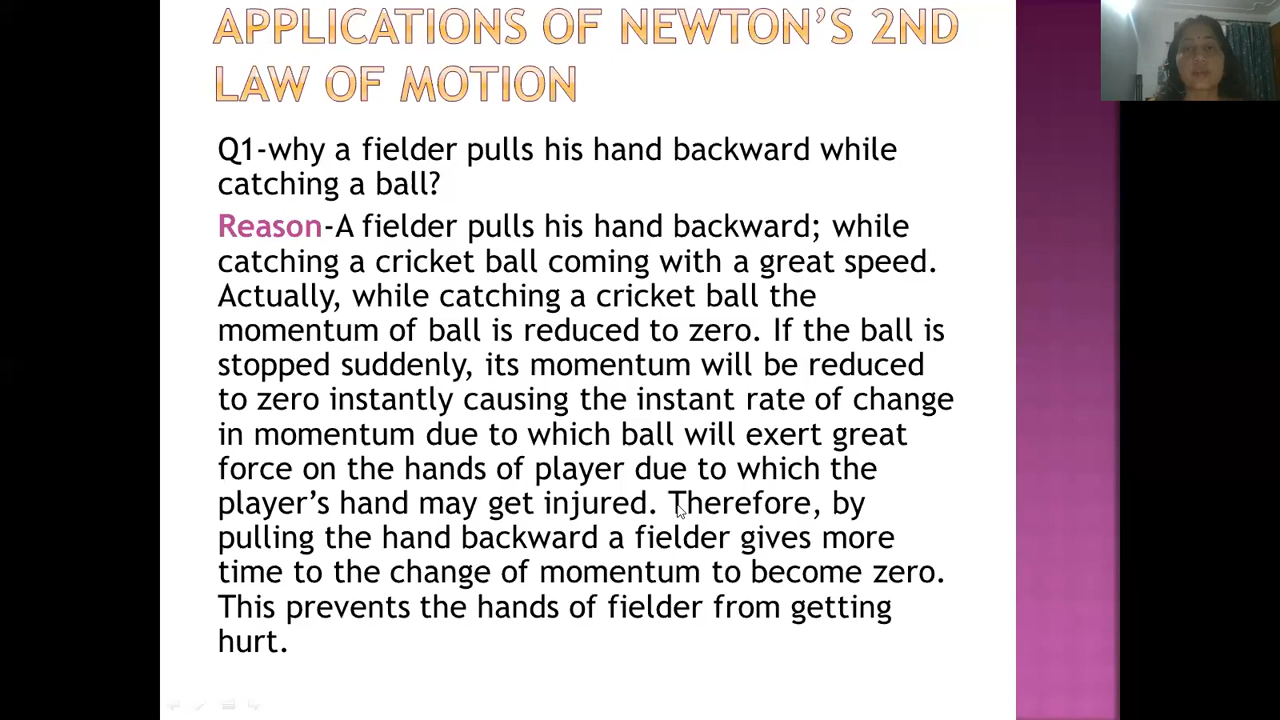 APPLICATIONS OF NEWTON’S 2ND
LAW OF MOTION
Q1-why a fielder pulls his hand backward while
catching a ball?
Reason-A fielder pulls his hand backward; while
catching a cricket ball coming with a great speed.
Actually, while catching a cricket ball the
momentum of ball is reduced to zero. If the ball is
stopped suddenly, its momentum will be reduced
to zero instantly causing the instant rate of change
in momentum due to which ball will exert great
force on the hands of player due to which the
player’s hand may get injured. Therefore, by
pulling the hand backward a fielder gives more
time to the change of momentum to become zero.
This prevents the hands of fielder from getting
hurt.